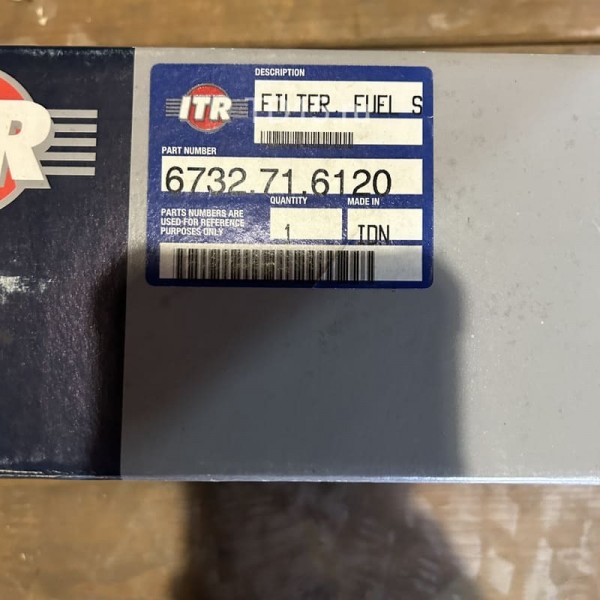 R
DESCRIPTION
ITR
FILTER, FUEL S
PART NUMBER
6732.71.6120
QUANTITY
MADE IN
PARTS NUMBERS ARE
USED FOR REFERENCE
PURPOSES ONLY
1
IDN